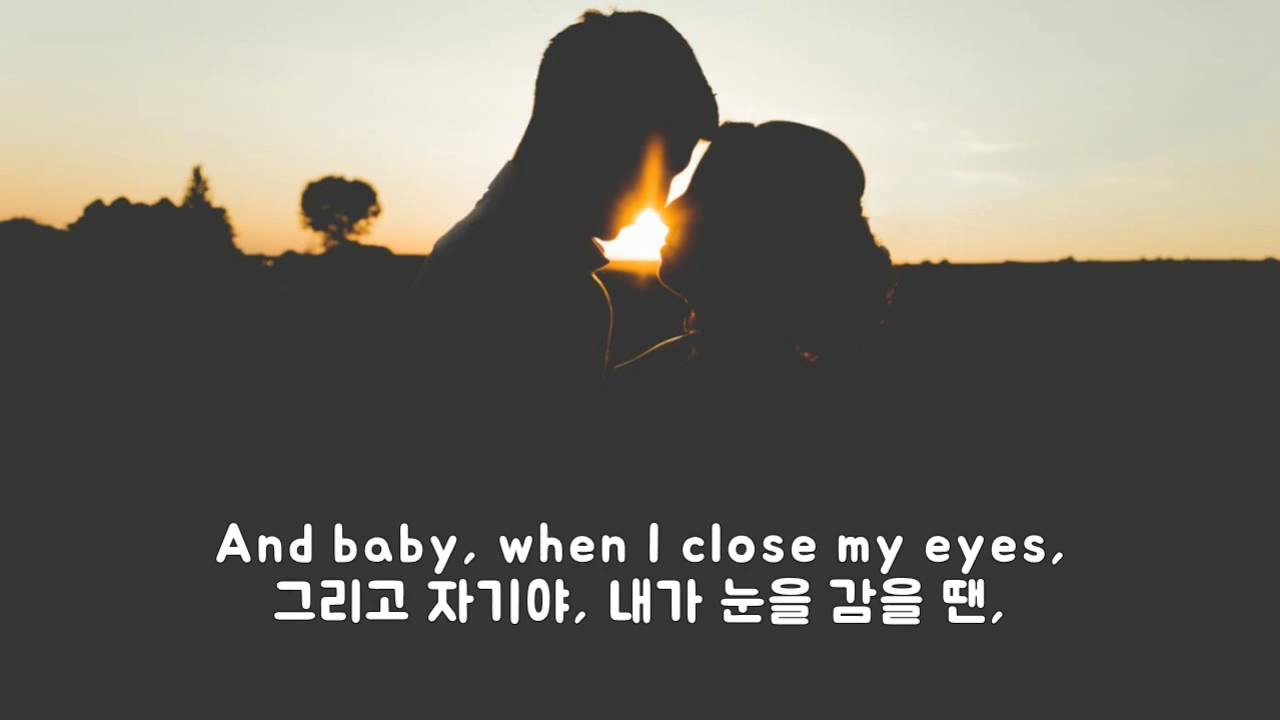 And baby, when I close my eyes,
그리고 자기야, 내가 눈을 감을 땐,